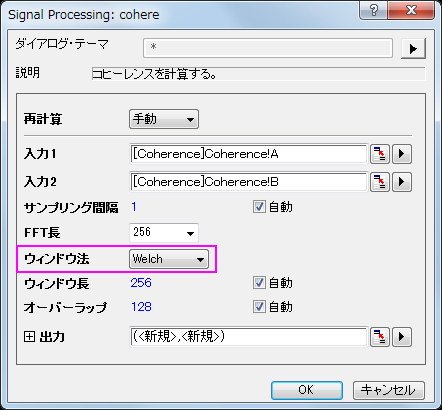 Signal Processing: cohere
ダイアログ・テーマ *
説明 コヒーレンスを計算する。
再計算 手動
入力1 [Coherence]Coherence!A
入力2 [Coherence]Coherence!B
サンプリング間隔 1 自動
FFT長 256
ウィンドウ法 Welch
ウィンドウ長 256 自動
オーバーラップ 128 自動
出力 (<新規>,<新規>)
OK キャンセル